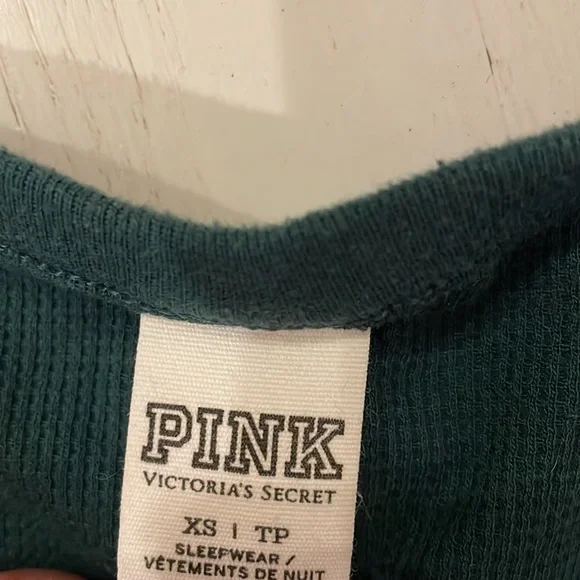 PINK
VICTORIA'S SECRET
XS | TP
SLEEPWEAR /
VÊTEMENTS DE NUIT